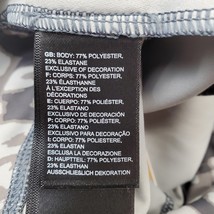 GB: BODY: 77% POLYESTER,
23% ELASTANE
EXCLUSIVE OF DECORATION
F: CORPS: 77% POLYESTER,
23% ELASTHANNE
À L'EXCEPTION DES
DÉCORATIONS
E: CUERPO: 77% POLIÉSTER,
23% ELASTANO
EXCLUSIVO DE DECORACIÓN
P: CORPO: 77% POLIÉSTER,
23% ELASTANO
EXCLUSIVO PARA DECORAÇÃO
I: CORPO: 77% POLIESTERE,
23% ELASTAN
ESCLUSA LA DECORAZIONE
D: HAUPTTEIL: 77% POLYESTER,
23% ELASTHAN
AUSSCHLIESSLICH DEKORATION